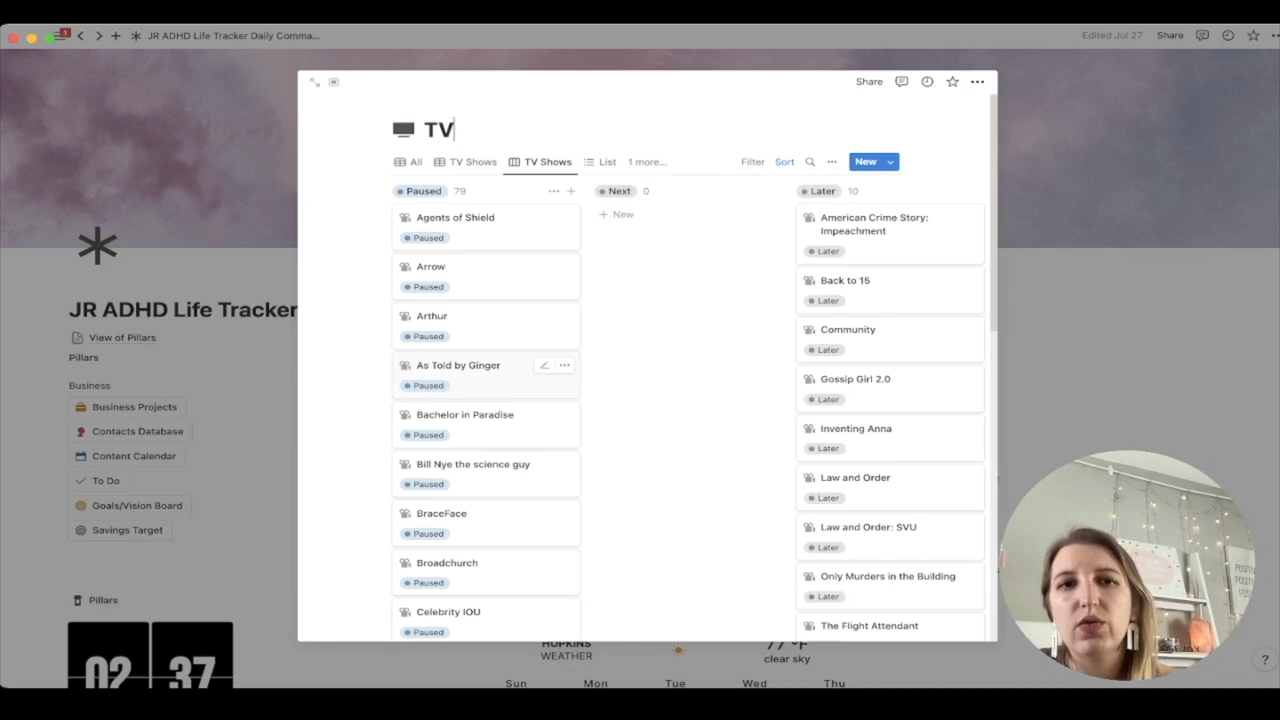 1
JR ADHD Life Tracker Daily Comma...
Edited Jul 27
Share
Share
TV
All
TV Shows
TV Shows
List
1 more...
Filter
Sort
New
Paused 79
Next 0
Later 10
New
Agents of Shield
Paused
Arrow
Paused
Arthur
Paused
As Told by Ginger
Paused
Bachelor in Paradise
Paused
Bill Nye the science guy
Paused
BraceFace
Paused
Broadchurch
Paused
Celebrity IOU
Paused
American Crime Story:
Impeachment
Later
Back to 15
Later
Community
Later
Gossip Girl 2.0
Later
Inventing Anna
Later
Law and Order
Later
Law and Order: SVU
Later
Only Murders in the Building
Later
The Flight Attendant
JR ADHD Life Tracker
View of Pillars
Pillars
Business
Business Projects
Contacts Database
Content Calendar
To Do
Goals/Vision Board
Savings Target
Pillars
02 37
HOPKINS
WEATHER
77 °F
clear sky
Sun Mon Tue Wed Thu
?